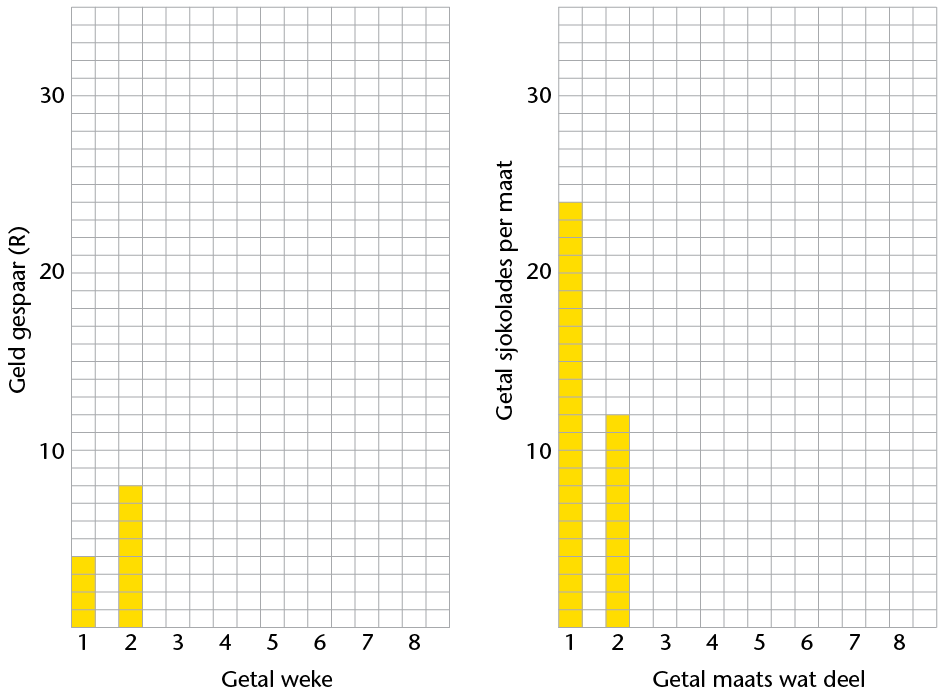 Geld gespaar (R)
30
20
10
1 2 3 4 5 6 7 8
Getal weke
Getal sjokolades per maat
30
20
10
1 2 3 4 5 6 7 8
Getal maats wat deel